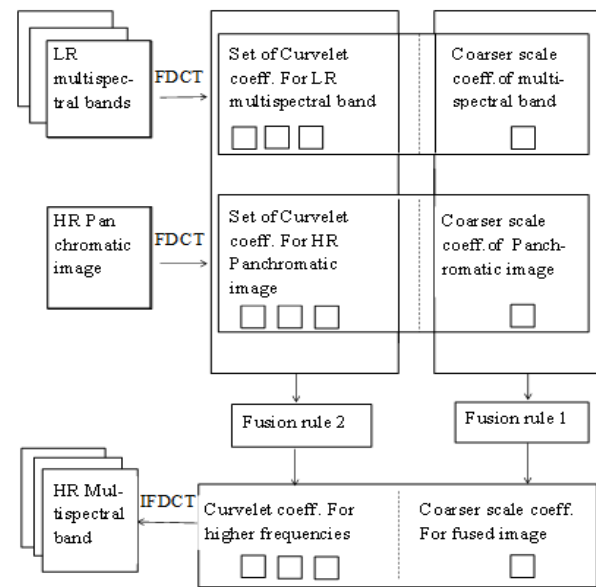 LR
multispec-
tral bands
FDCT
Set of Curvelet
coeff. For LR
multispectral band
Coarser scale
coeff.of multi-
spectral band
HR Pan
chromatic
image
FDCT
Set of Curvelet
coeff. For HR
Panchromatic
image
Coarser scale
coeff.of Panch-
romatic image
Fusion rule 2
Fusion rule 1
HR Mul-
tispectral
band
IFDCT
Curvelet coeff. For
higher frequencies
Coarser scale coeff.
For fused image